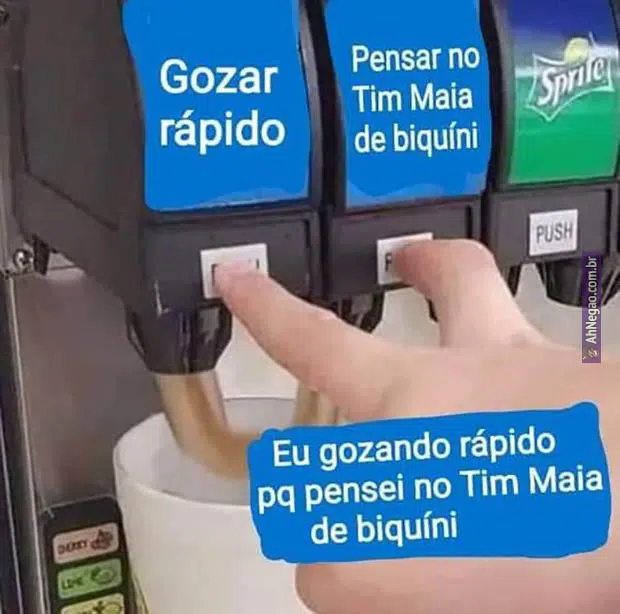 Gozar
rápido
Pensar no
Tim Maia
de biquíni
Sprite
PUSH
AhNegao.com.br
Eu gozando rápido
pq pensei no Tim Maia
de biquíni
LIME